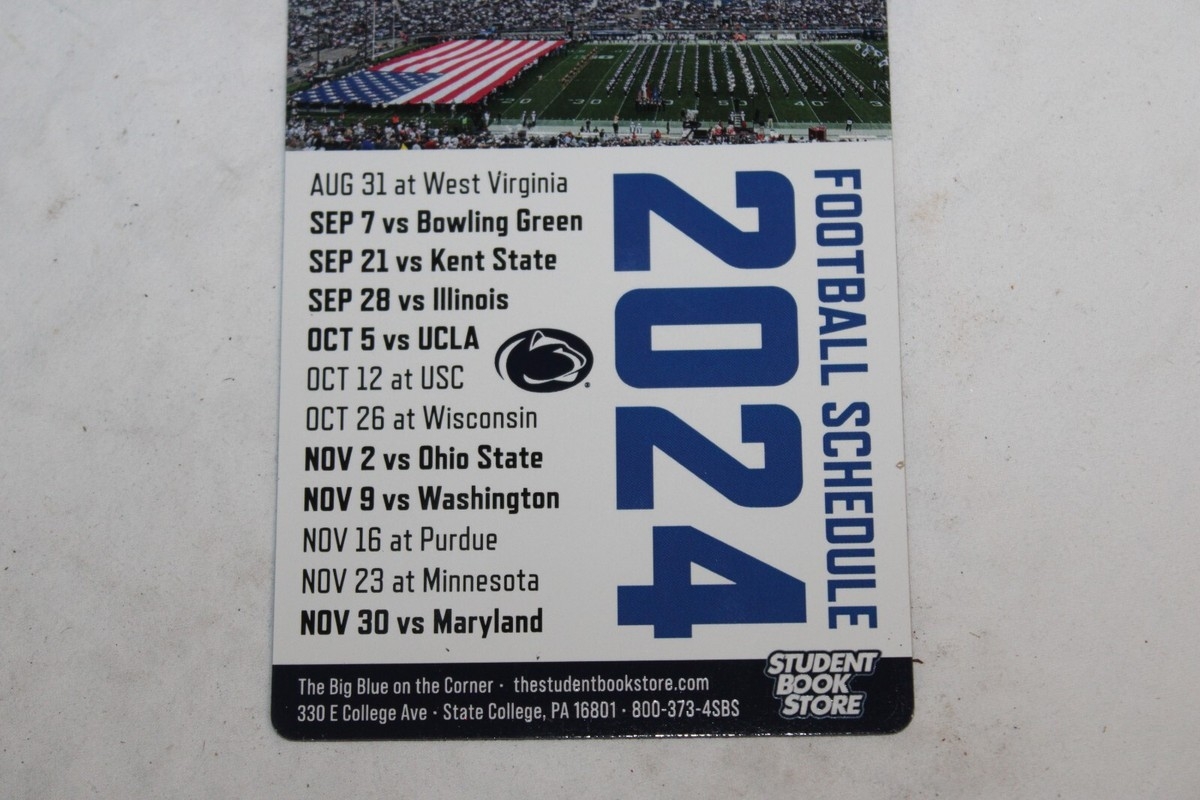 AUG 31 at West Virginia
SEP 7 vs Bowling Green
SEP 21 vs Kent State
SEP 28 vs Illinois
OCT 5 vs UCLA
OCT 12 at USC
OCT 26 at Wisconsin
NOV 2 vs Ohio State
NOV 9 vs Washington
NOV 16 at Purdue
NOV 23 at Minnesota
NOV 30 vs Maryland
2024
FOOTBALL SCHEDULE
The Big Blue on the Corner · thestudentbookstore.com
330 E College Ave · State College, PA 16801 · 800-373-4SBS
STUDENT
BOOK
STORE